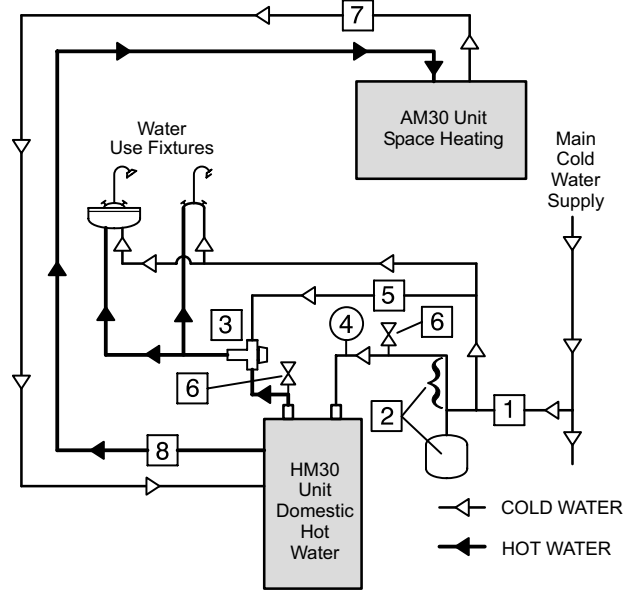 7
AM30 Unit
Space Heating
Water
Use Fixtures
Main
Cold
Water
Supply
5
3
4
6
6
2
1
8
HM30
Unit
Domestic
Hot
Water
COLD WATER
HOT WATER